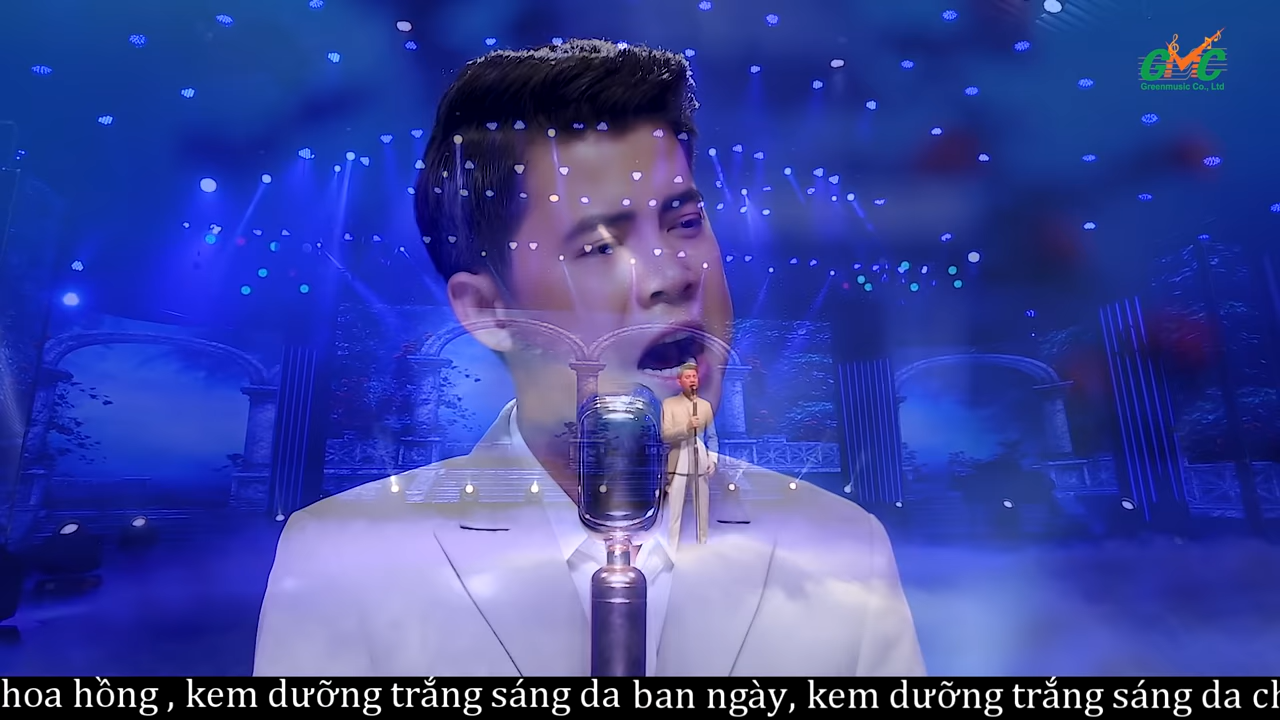 GMC
Greenmusic Co., Ltd
hoa hồng , kem dưỡng trắng sáng da ban ngày, kem dưỡng trắng sáng da